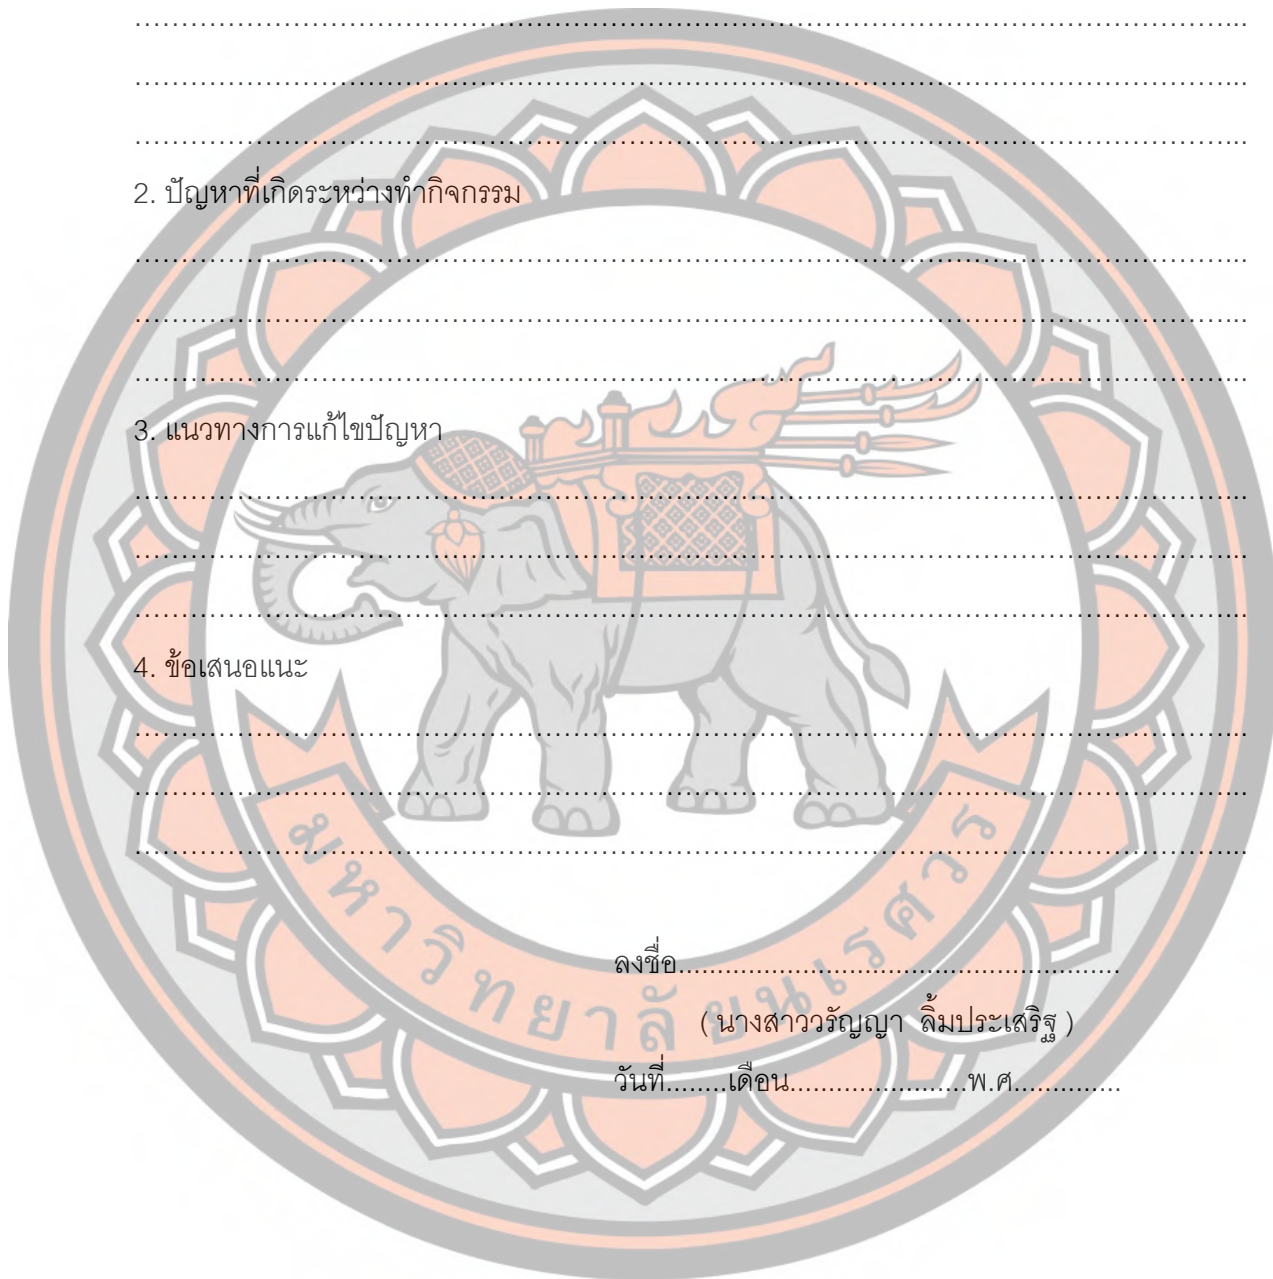 ……………………………………………………………………………………………………………..
……………………………………………………………………………………………………………..
……………………………………………………………………………………………………………..
2. ปัญหาที่เกิดระหว่างทำกิจกรรม
……………………………………………………………………………………………………………..
……………………………………………………………………………………………………………..
……………………………………………………………………………………………………………..
3. แนวทางการแก้ไขปัญหา
……………………………………………………………………………………………………………..
……………………………………………………………………………………………………………..
……………………………………………………………………………………………………………..
4. ข้อเสนอแนะ
……………………………………………………………………………………………………………..
……………………………………………………………………………………………………………..
……………………………………………………………………………………………………………..
มหาวิทยาลัยนเรศวร
ลงชื่อ.........................................................
( นางสาววรัญญา ลิ้มประเสริฐ )
วันที่........เดือน.......................พ.ศ..............